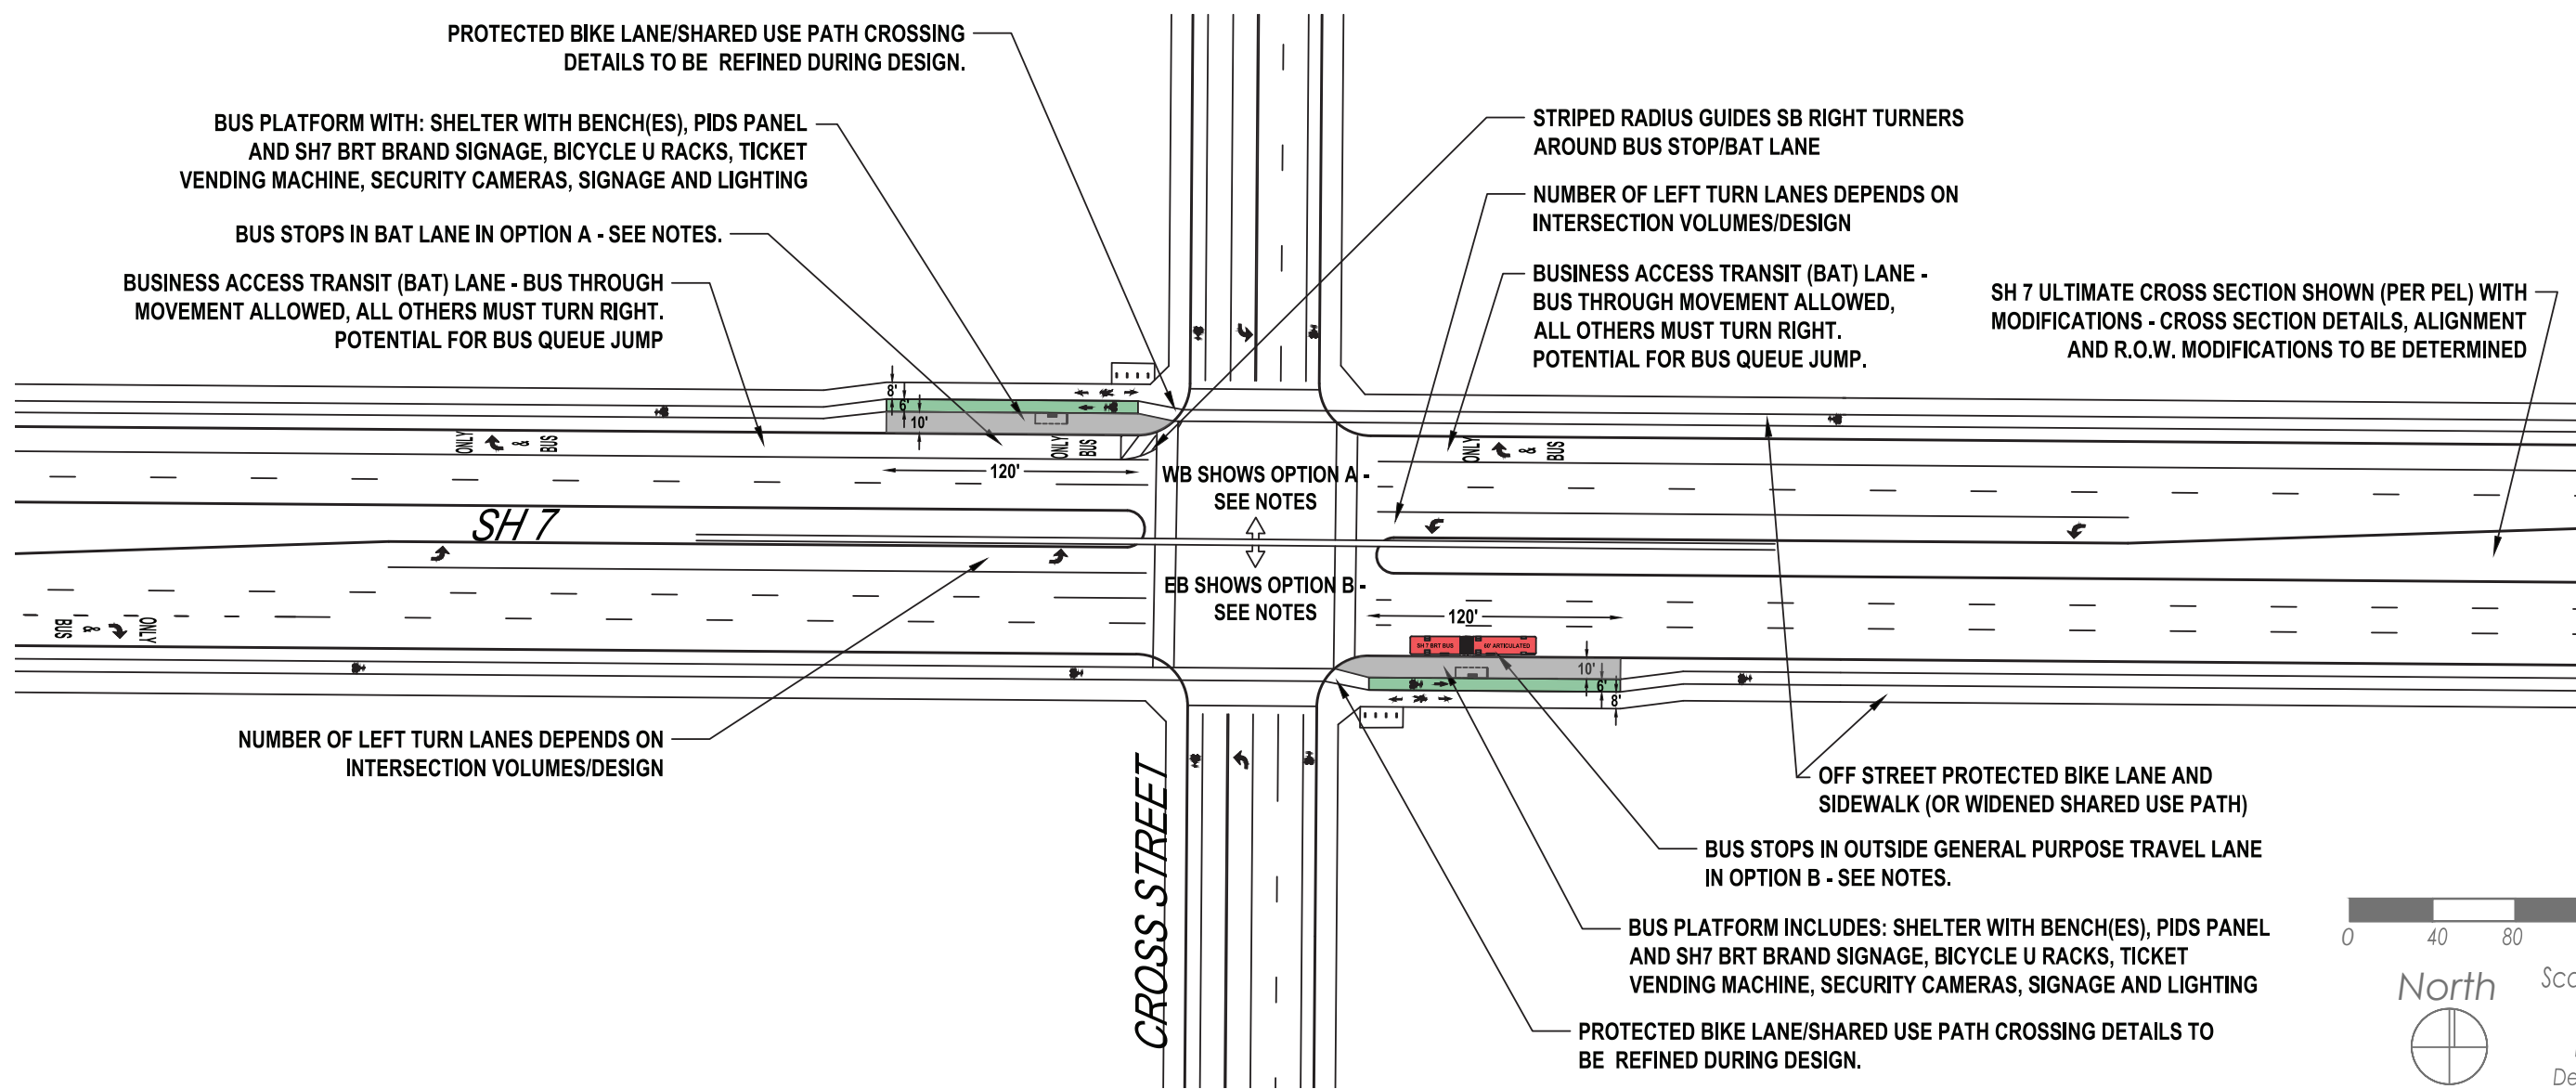 PROTECTED BIKE LANE/SHARED USE PATH CROSSING
DETAILS TO BE REFINED DURING DESIGN.
BUS PLATFORM WITH: SHELTER WITH BENCH(ES), PIDS PANEL
AND SH7 BRT BRAND SIGNAGE, BICYCLE U RACKS, TICKET
VENDING MACHINE, SECURITY CAMERAS, SIGNAGE AND LIGHTING
BUS STOPS IN BAT LANE IN OPTION A - SEE NOTES.
BUSINESS ACCESS TRANSIT (BAT) LANE - BUS THROUGH
MOVEMENT ALLOWED, ALL OTHERS MUST TURN RIGHT.
POTENTIAL FOR BUS QUEUE JUMP
STRIPED RADIUS GUIDES SB RIGHT TURNERS
AROUND BUS STOP/BAT LANE
NUMBER OF LEFT TURN LANES DEPENDS ON
INTERSECTION VOLUMES/DESIGN
BUSINESS ACCESS TRANSIT (BAT) LANE -
BUS THROUGH MOVEMENT ALLOWED,
ALL OTHERS MUST TURN RIGHT.
POTENTIAL FOR BUS QUEUE JUMP.
SH 7 ULTIMATE CROSS SECTION SHOWN (PER PEL) WITH
MODIFICATIONS - CROSS SECTION DETAILS, ALIGNMENT
AND R.O.W. MODIFICATIONS TO BE DETERMINED
8'
6'
10'
ONLY
& BUS
ONLY
BUS
ONLY
& BUS
120'
WB SHOWS OPTION A -
SEE NOTES
SH 7
EB SHOWS OPTION B -
SEE NOTES
120'
BUS &
ONLY
SH 7 BRT BUS
60' ARTICULATED
10'
6'
8'
NUMBER OF LEFT TURN LANES DEPENDS ON
INTERSECTION VOLUMES/DESIGN
CROSS STREET
OFF STREET PROTECTED BIKE LANE AND
SIDEWALK (OR WIDENED SHARED USE PATH)
BUS STOPS IN OUTSIDE GENERAL PURPOSE TRAVEL LANE
IN OPTION B - SEE NOTES.
BUS PLATFORM INCLUDES: SHELTER WITH BENCH(ES), PIDS PANEL
AND SH7 BRT BRAND SIGNAGE, BICYCLE U RACKS, TICKET
VENDING MACHINE, SECURITY CAMERAS, SIGNAGE AND LIGHTING
PROTECTED BIKE LANE/SHARED USE PATH CROSSING DETAILS TO
BE REFINED DURING DESIGN.
0 40 80
North